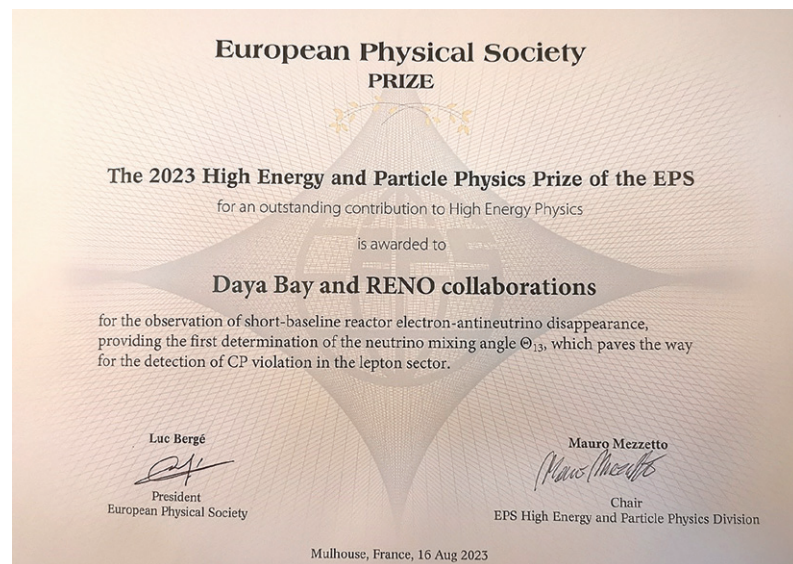 European Physical Society
PRIZE
The 2023 High Energy and Particle Physics Prize of the EPS
for an outstanding contribution to High Energy Physics
is awarded to
Daya Bay and RENO collaborations
for the observation of short-baseline reactor electron-antineutrino disappearance,
providing the first determination of the neutrino mixing angle Θ₁₃, which paves the way
for the detection of CP violation in the lepton sector.
Luc Bergé
President
European Physical Society
Mauro Mezzetto
Mauro Mezzetto
Chair
EPS High Energy and Particle Physics Division
Mulhouse, France, 16 Aug 2023